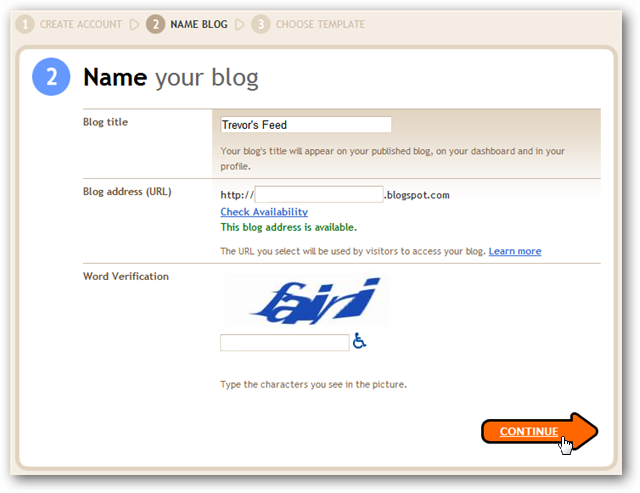 1 CREATE ACCOUNT 2 NAME BLOG 3 CHOOSE TEMPLATE
2 Name your blog
Blog title
Trevor's Feed
Your blog's title will appear on your published blog, on your dashboard and in your
profile.
Blog address (URL)
http:// .blogspot.com
Check Availability
This blog address is available.
The URL you select will be used by visitors to access your blog. Learn more
Word Verification
Type the characters you see in the picture.
CONTINUE